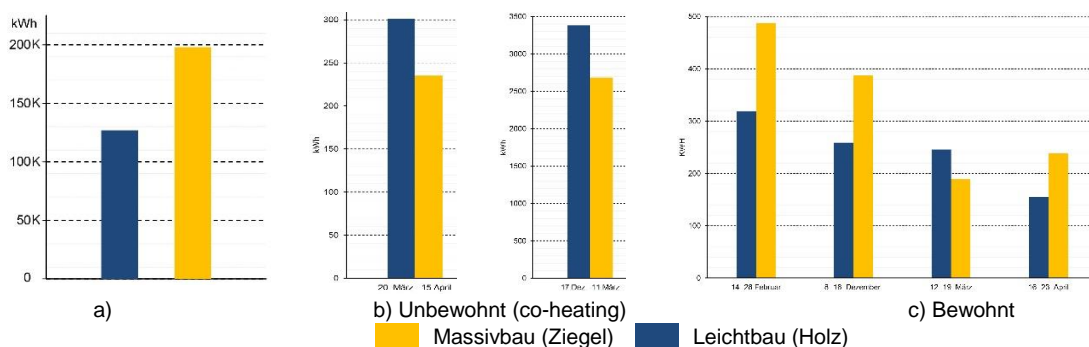 kWh
200K
150K
100K
50K
0
a)
300
250
200
150
100
50
0
kWh
20. März 15 April
3500
3000
2500
2000
1500
1000
500
0
kWh
17 Dez 11 März
b) Unbewohnt (co-heating)
500
400
300
200
100
0
KWH
14 28 Februar
8 18 Dezember
12 19 März
16 23 April
c) Bewohnt
Massivbau (Ziegel)
Leichtbau (Holz)